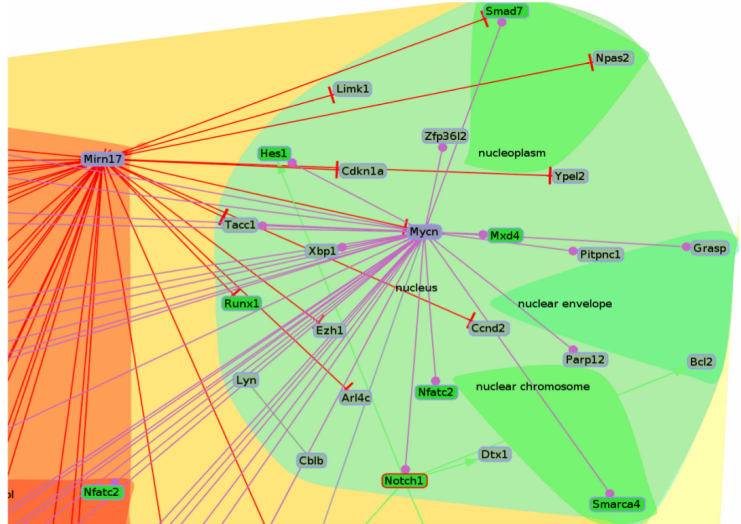 Smad7
Npas2
Limk1
Zfp36l2
Mirn17
Hes1
nucleoplasm
Cdkn1a
Ypel2
Tacc1
Mycn
Mxd4
Xbp1
Pitpnc1
Grasp
nucleus
Runx1
nuclear envelope
Ezh1
Ccnd2
Parp12
Bcl2
Lyn
nuclear chromosome
Nfatc2
Arl4c
Dtx1
Cblb
Notch1
Nfatc2
ol
Smarca4